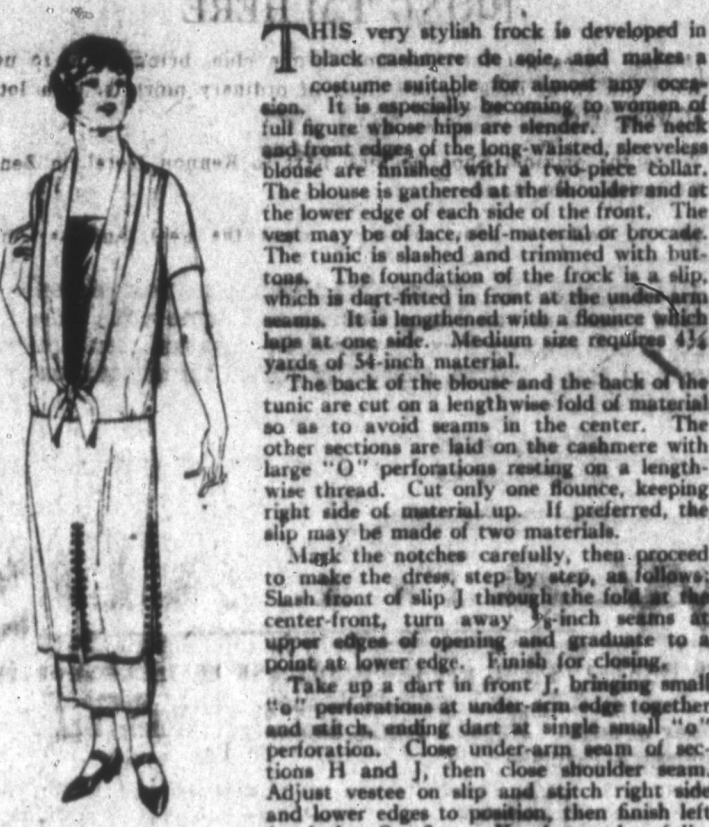 THIS very stylish frock is developed in
black cashmere de soie, and makes a
costume suitable for almost any occa-
sion. It is especially becoming to women of
full figure whose hips are slender. The neck
and front edges of the long-waisted, sleeveless
blouse are finished with a two-piece collar.
The blouse is gathered at the shoulder and at
the lower edge of each side of the front. The
vest may be of lace, self-material or brocade.
The tunic is slashed and trimmed with but-
tons. The foundation of the frock is a slip,
which is dart-fitted in front at the under-arm
seams. It is lengthened with a flounce which
laps at one side. Medium size requires 4¾
yards of 54-inch material.
The back of the blouse and the back of the
tunic are cut on a lengthwise fold of material
so as to avoid seams in the center. The
other sections are laid on the cashmere with
large "O" perforations resting on a length-
wise thread. Cut only one flounce, keeping
right side of material up. If preferred, the
slip may be made of two materials.
Mark the notches carefully, then proceed
to make the dress, step by step, as follows:
Slash front of slip J through the fold at the
center-front, turn away ⅜-inch seams at
upper edges of opening and graduate to a
point at lower edge. Finish for closing.
Take up a dart in front J, bringing small
"o" perforations at under-arm edge together
and stitch, ending dart at single small "o"
perforation. Close under-arm seam of sec-
tions H and J, then close shoulder seam.
Adjust vestee on slip and stitch right side
and lower edges to position, then finish left